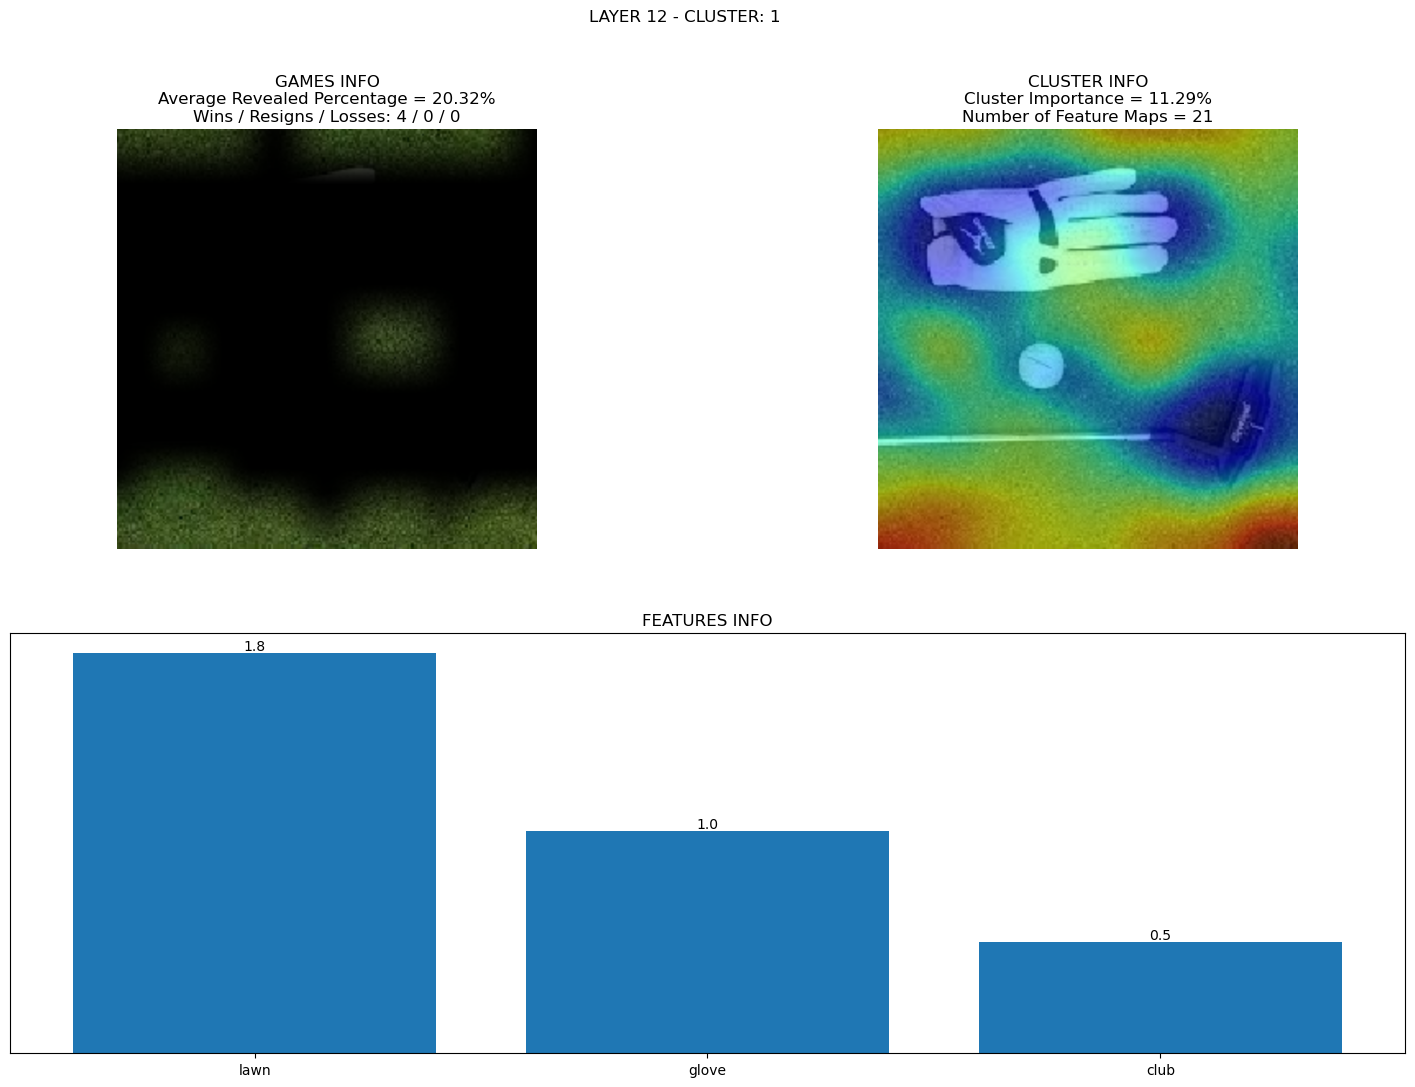 LAYER 12 - CLUSTER: 1
GAMES INFO
Average Revealed Percentage = 20.32%
Wins / Resigns / Losses: 4 / 0 / 0
CLUSTER INFO
Cluster Importance = 11.29%
Number of Feature Maps = 21
FEATURES INFO
1.8
1.0
0.5
lawn
glove
club